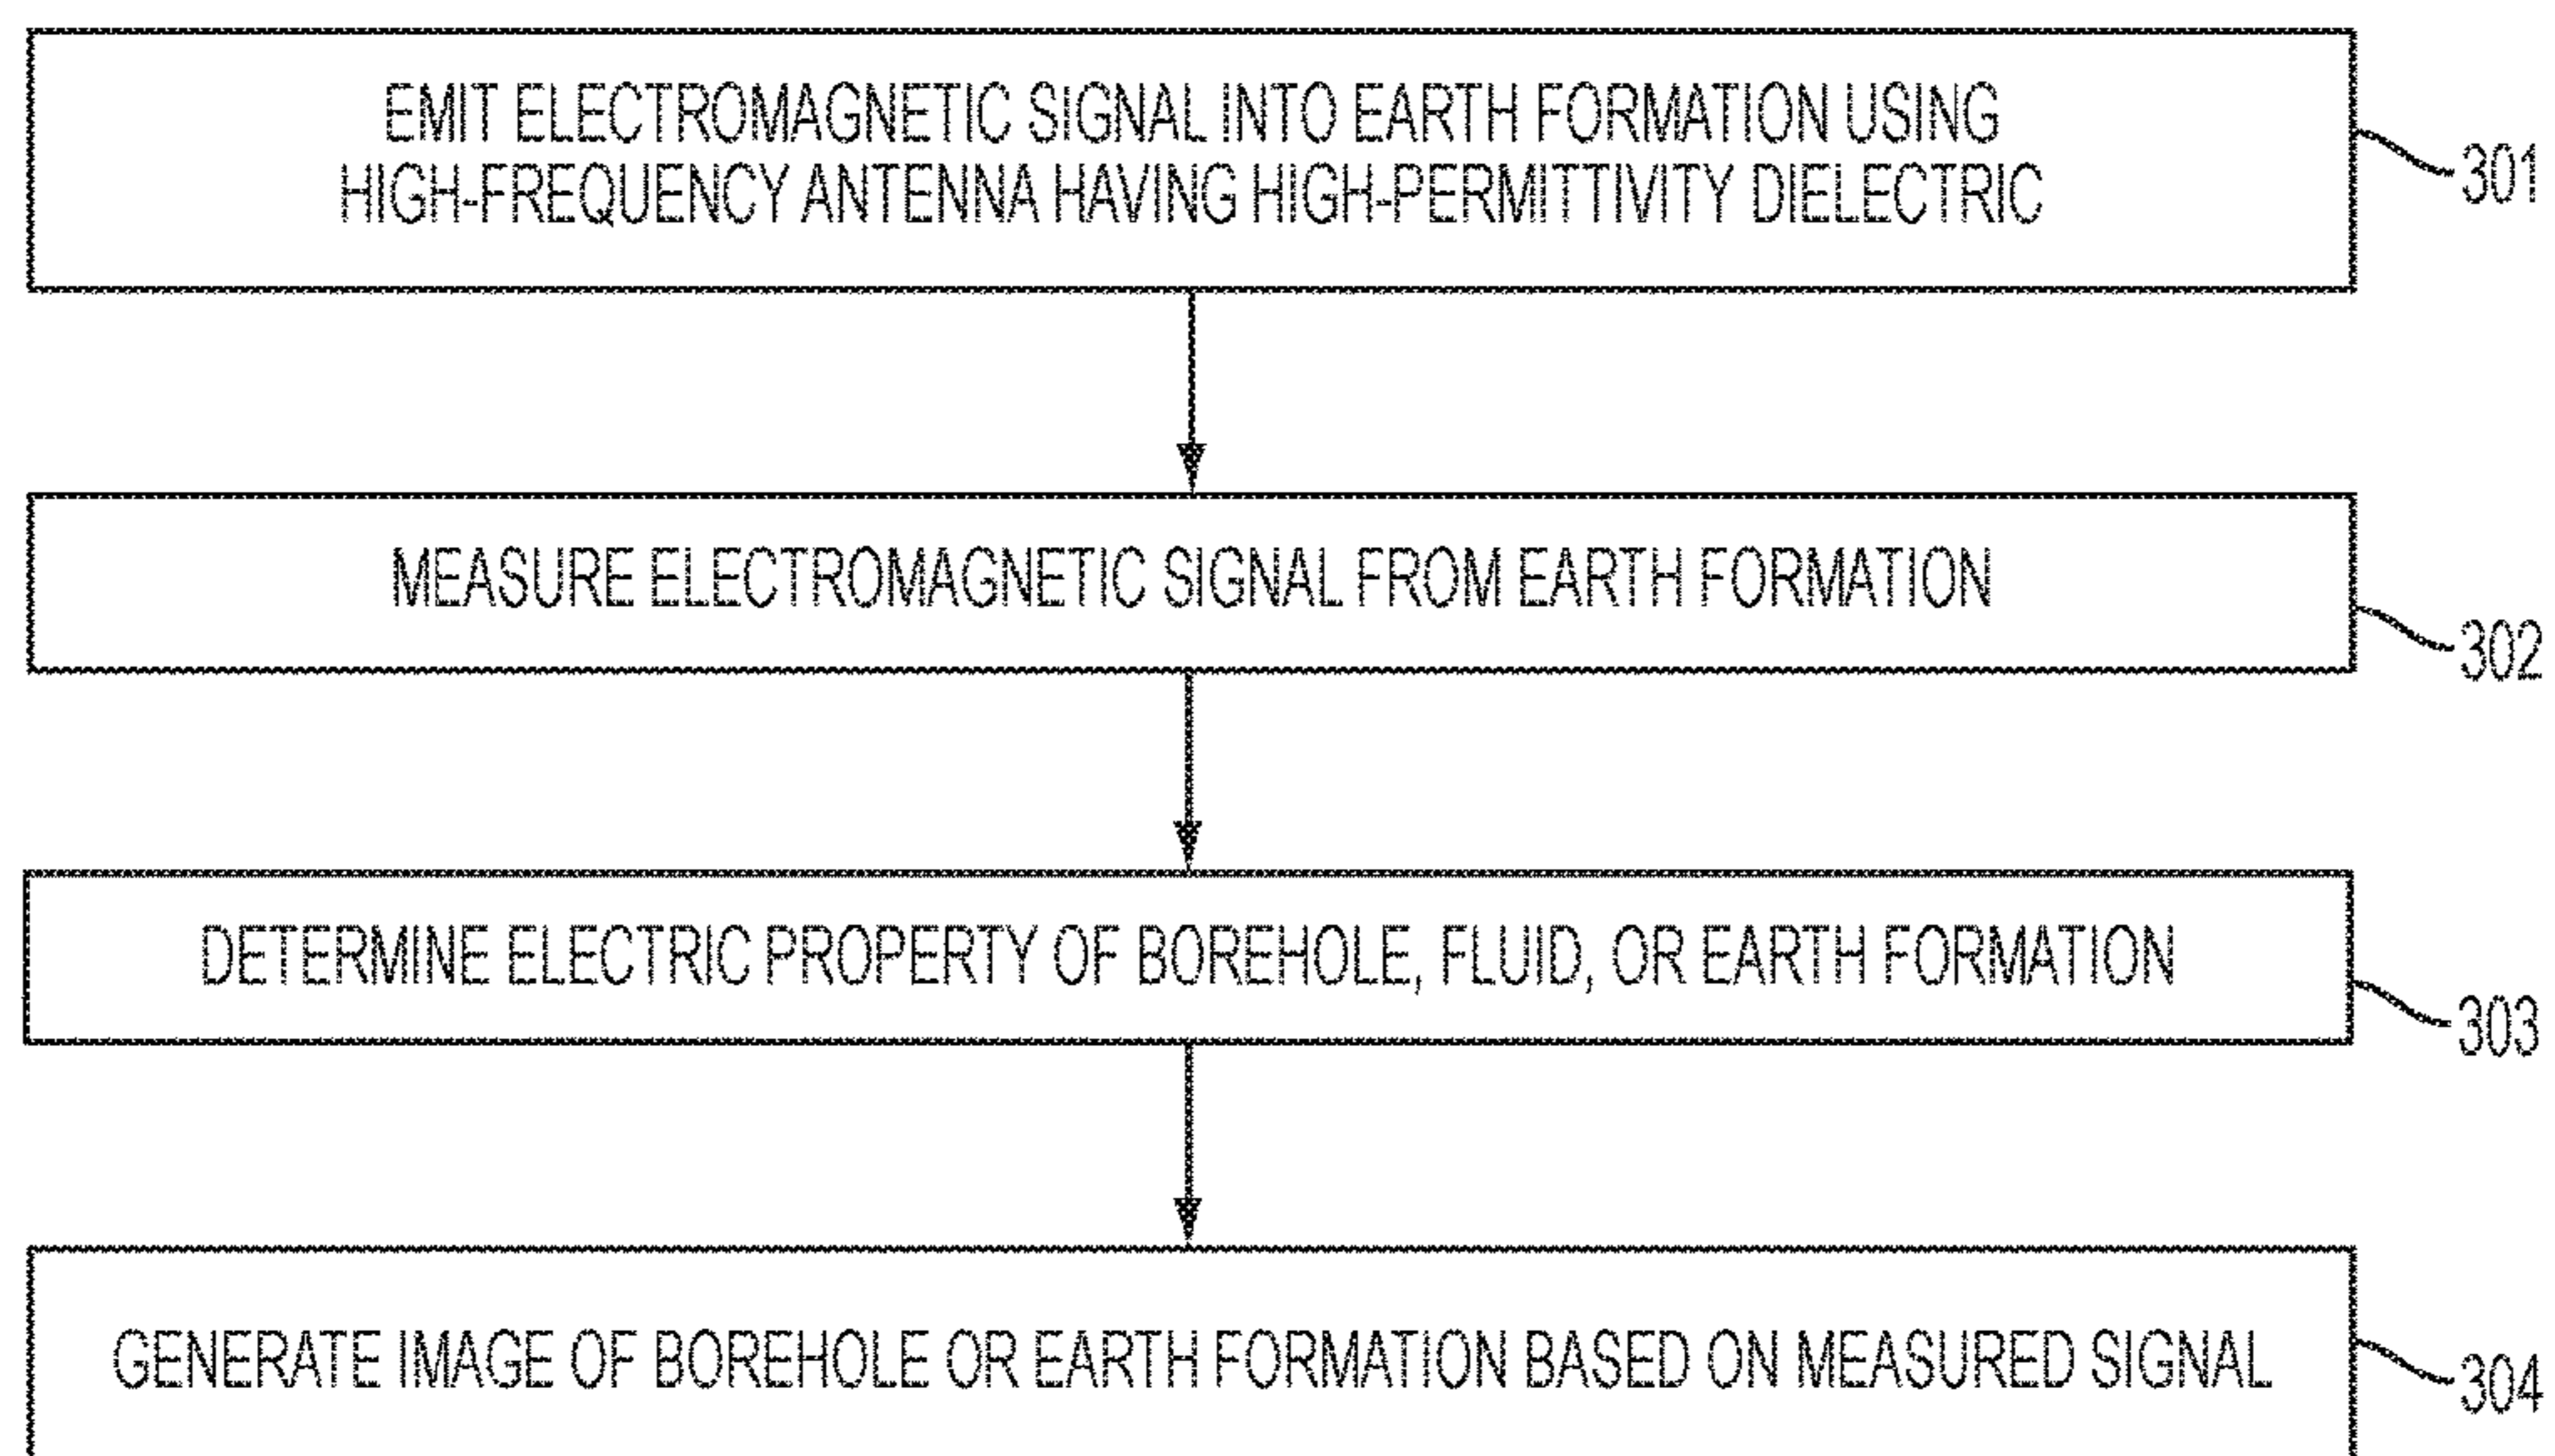 EMIT ELECTROMAGNETIC SIGNAL INTO EARTH FORMATION USING
HIGH-FREQUENCY ANTENNA HAVING HIGH-PERMITTIVITY DIELECTRIC
301
MEASURE ELECTROMAGNETIC SIGNAL FROM EARTH FORMATION
302
DETERMINE ELECTRIC PROPERTY OF BOREHOLE, FLUID, OR EARTH FORMATION
303
GENERATE IMAGE OF BOREHOLE OR EARTH FORMATION BASED ON MEASURED SIGNAL
304